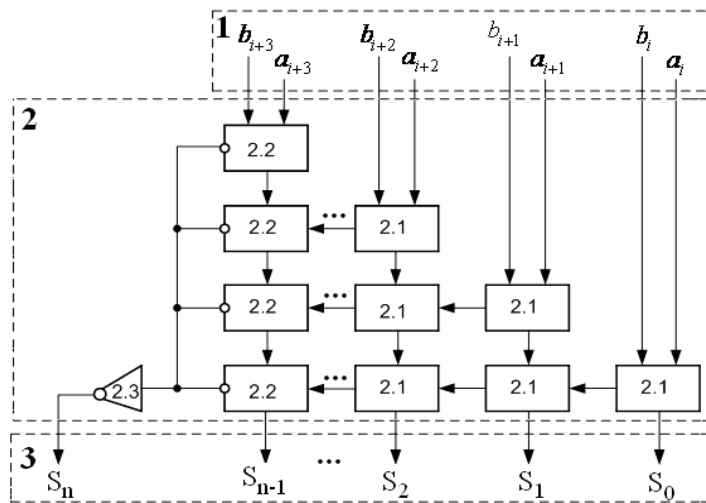 1
b_{i+3} b_{i+2} b_{i+1} b_i
a_{i+3} a_{i+2} a_{i+1} a_i
2
2.2
2.2 ... 2.1
2.2 ... 2.1 2.1
2.3 2.2 ... 2.1 2.1 2.1
3
S_n S_{n-1} ... S_2 S_1 S_0